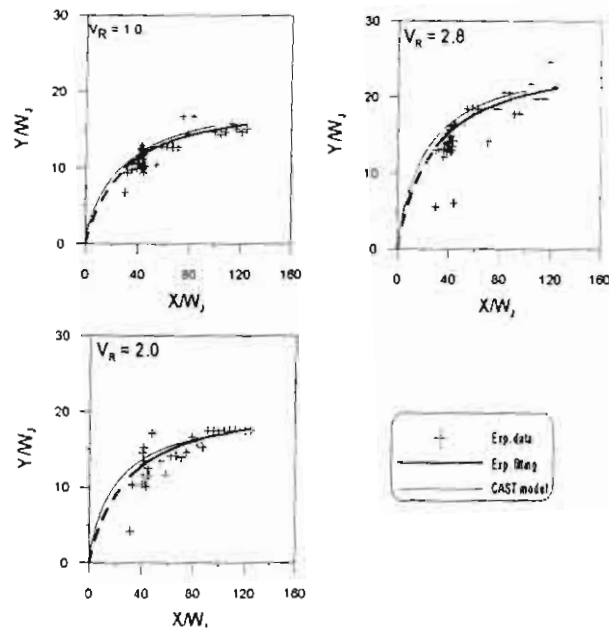 V_R = 1.0
30
20
10
0
Y/W_J
0
40
80
120
160
X/W_J
V_R = 2.8
30
20
10
0
Y/W_J
0
40
80
120
160
X/W_J
V_R = 2.0
30
20
10
0
Y/W_J
0
40
80
120
160
X/W_J
Exp. data
Exp. fitting
CAST model